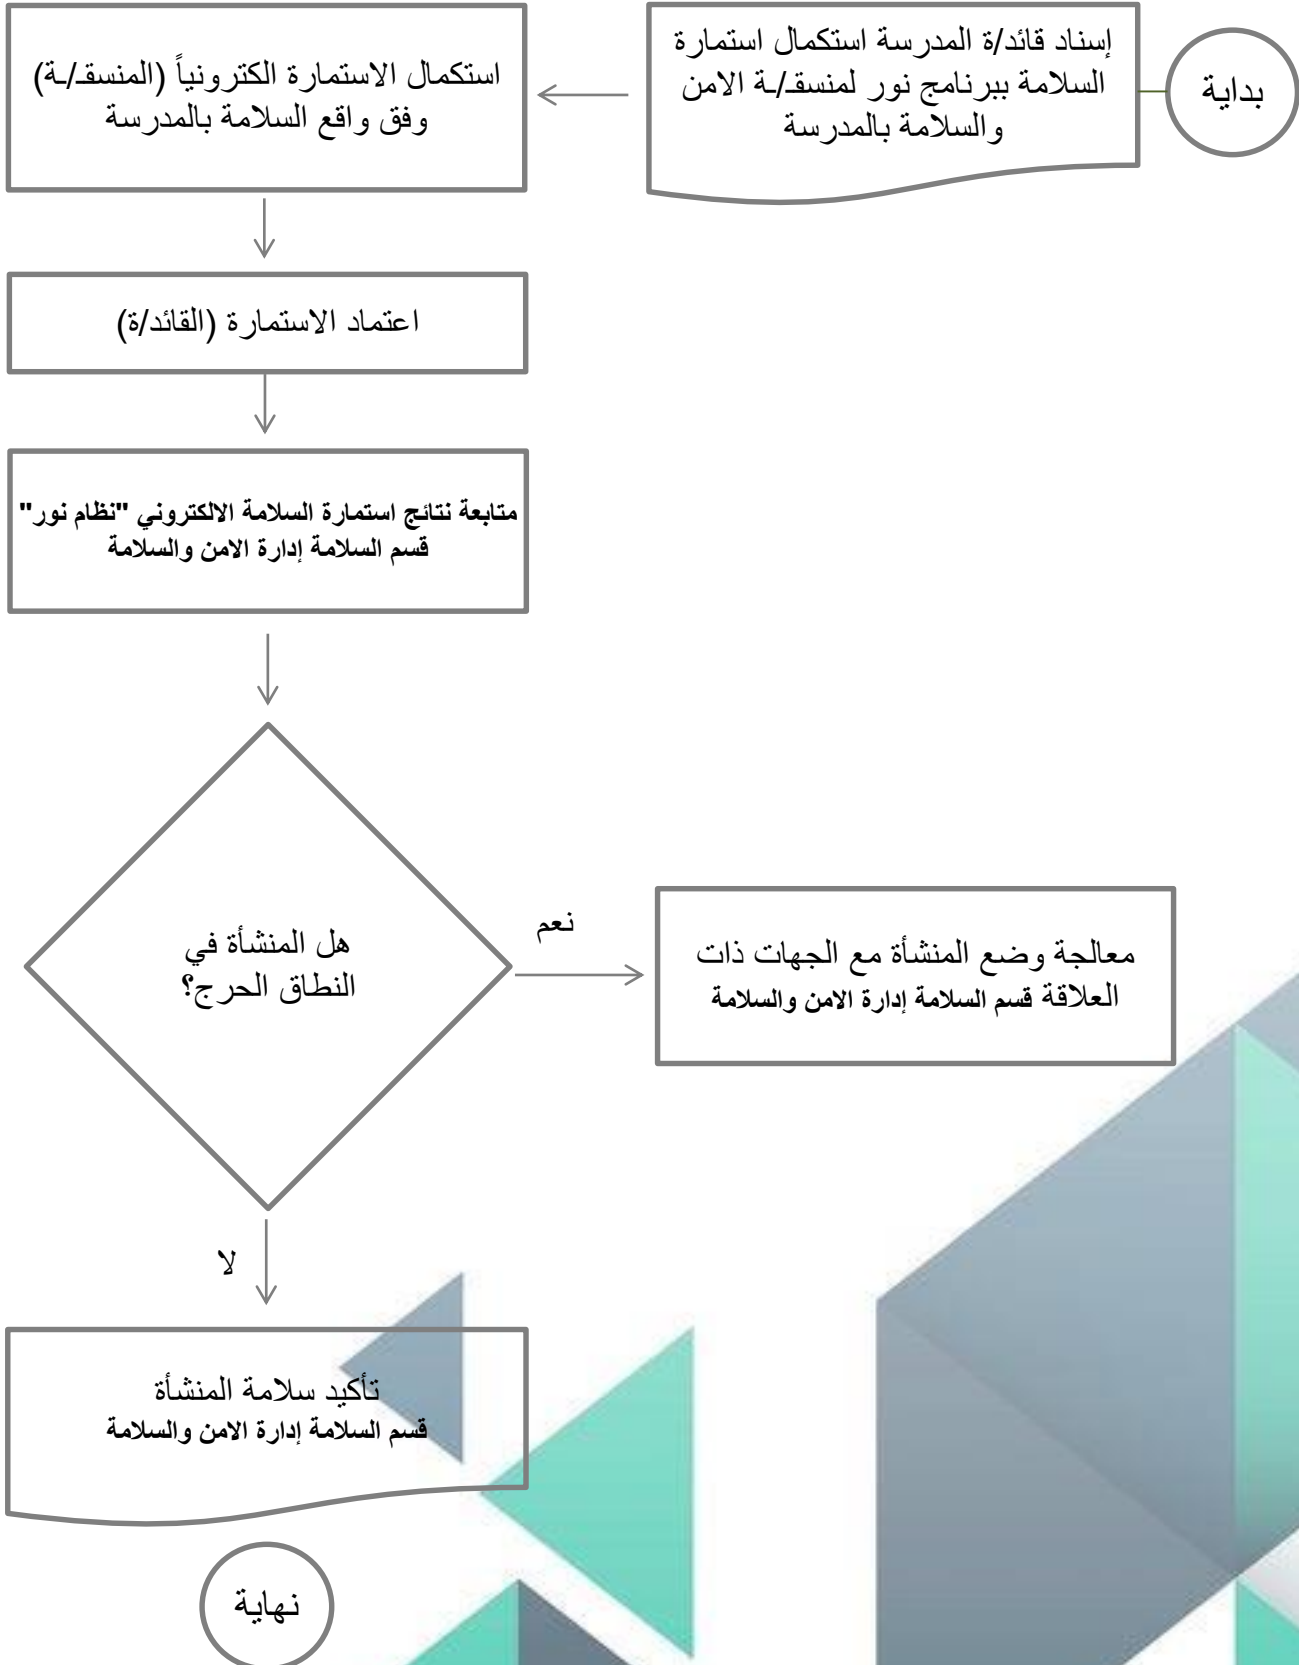 بداية
إسناد قائد/ة المدرسة استكمال استمارة
السلامة ببرنامج نور لمنسقـ/ـة الامن
والسلامة بالمدرسة
استكمال الاستمارة الكترونياً (المنسقـ/ـة)
وفق واقع السلامة بالمدرسة
اعتماد الاستمارة (القائد/ة)
متابعة نتائج استمارة السلامة الالكتروني "نظام نور"
قسم السلامة إدارة الامن والسلامة
هل المنشأة في
النطاق الحرج؟
نعم
معالجة وضع المنشأة مع الجهات ذات
العلاقة قسم السلامة إدارة الامن والسلامة
لا
تأكيد سلامة المنشأة
قسم السلامة إدارة الامن والسلامة
نهاية